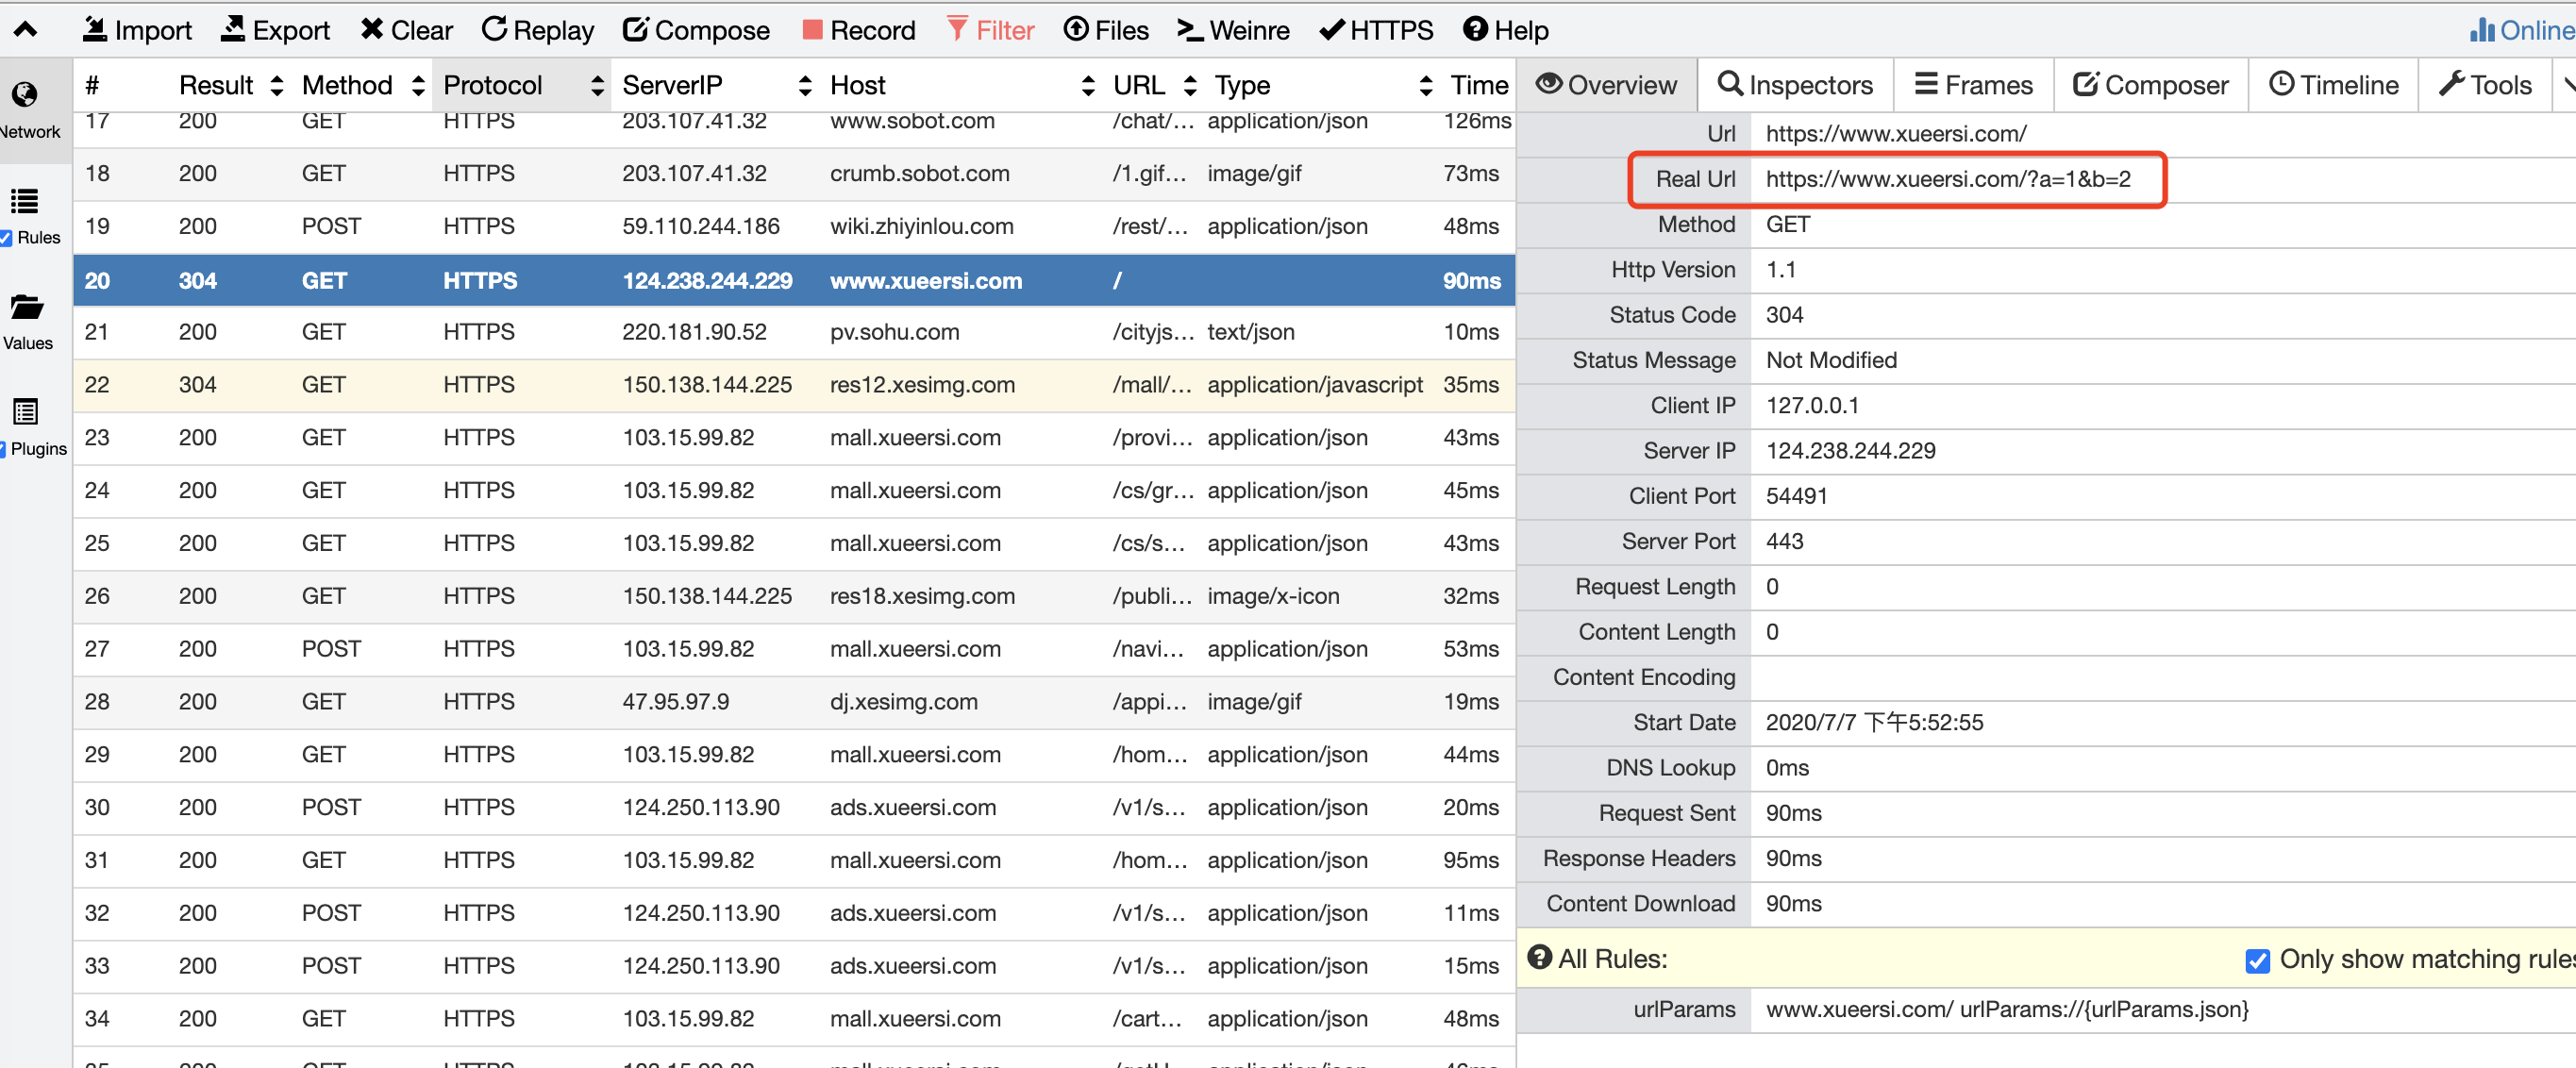 Import Export Clear Replay Compose Record Filter Files Weinre HTTPS Help Online
Network
Rules
Values
Plugins
# Result Method Protocol ServerIP Host URL Type Time
17 200 GET HTTPS 203.107.41.32 www.sobot.com /chat/... application/json 126ms
18 200 GET HTTPS 203.107.41.32 crumb.sobot.com /1.gif... image/gif 73ms
19 200 POST HTTPS 59.110.244.186 wiki.zhiyinlou.com /rest/... application/json 48ms
20 304 GET HTTPS 124.238.244.229 www.xueersi.com / 90ms
21 200 GET HTTPS 220.181.90.52 pv.sohu.com /cityjs... text/json 10ms
22 304 GET HTTPS 150.138.144.225 res12.xesimg.com /mall/... application/javascript 35ms
23 200 GET HTTPS 103.15.99.82 mall.xueersi.com /provi... application/json 43ms
24 200 GET HTTPS 103.15.99.82 mall.xueersi.com /cs/gr... application/json 45ms
25 200 GET HTTPS 103.15.99.82 mall.xueersi.com /cs/s... application/json 43ms
26 200 GET HTTPS 150.138.144.225 res18.xesimg.com /publi... image/x-icon 32ms
27 200 POST HTTPS 103.15.99.82 mall.xueersi.com /navi... application/json 53ms
28 200 GET HTTPS 47.95.97.9 dj.xesimg.com /appi... image/gif 19ms
29 200 GET HTTPS 103.15.99.82 mall.xueersi.com /hom... application/json 44ms
30 200 POST HTTPS 124.250.113.90 ads.xueersi.com /v1/s... application/json 20ms
31 200 GET HTTPS 103.15.99.82 mall.xueersi.com /hom... application/json 95ms
32 200 POST HTTPS 124.250.113.90 ads.xueersi.com /v1/s... application/json 11ms
33 200 POST HTTPS 124.250.113.90 ads.xueersi.com /v1/s... application/json 15ms
34 200 GET HTTPS 103.15.99.82 mall.xueersi.com /cart... application/json 48ms
Overview Inspectors Frames Composer Timeline Tools
Url https://www.xueersi.com/
Real Url https://www.xueersi.com/?a=1&b=2
Method GET
Http Version 1.1
Status Code 304
Status Message Not Modified
Client IP 127.0.0.1
Server IP 124.238.244.229
Client Port 54491
Server Port 443
Request Length 0
Content Length 0
Content Encoding
Start Date 2020/7/7 下午5:52:55
DNS Lookup 0ms
Request Sent 90ms
Response Headers 90ms
Content Download 90ms
All Rules: Only show matching rules
urlParams www.xueersi.com/ urlParams://{urlParams.json}